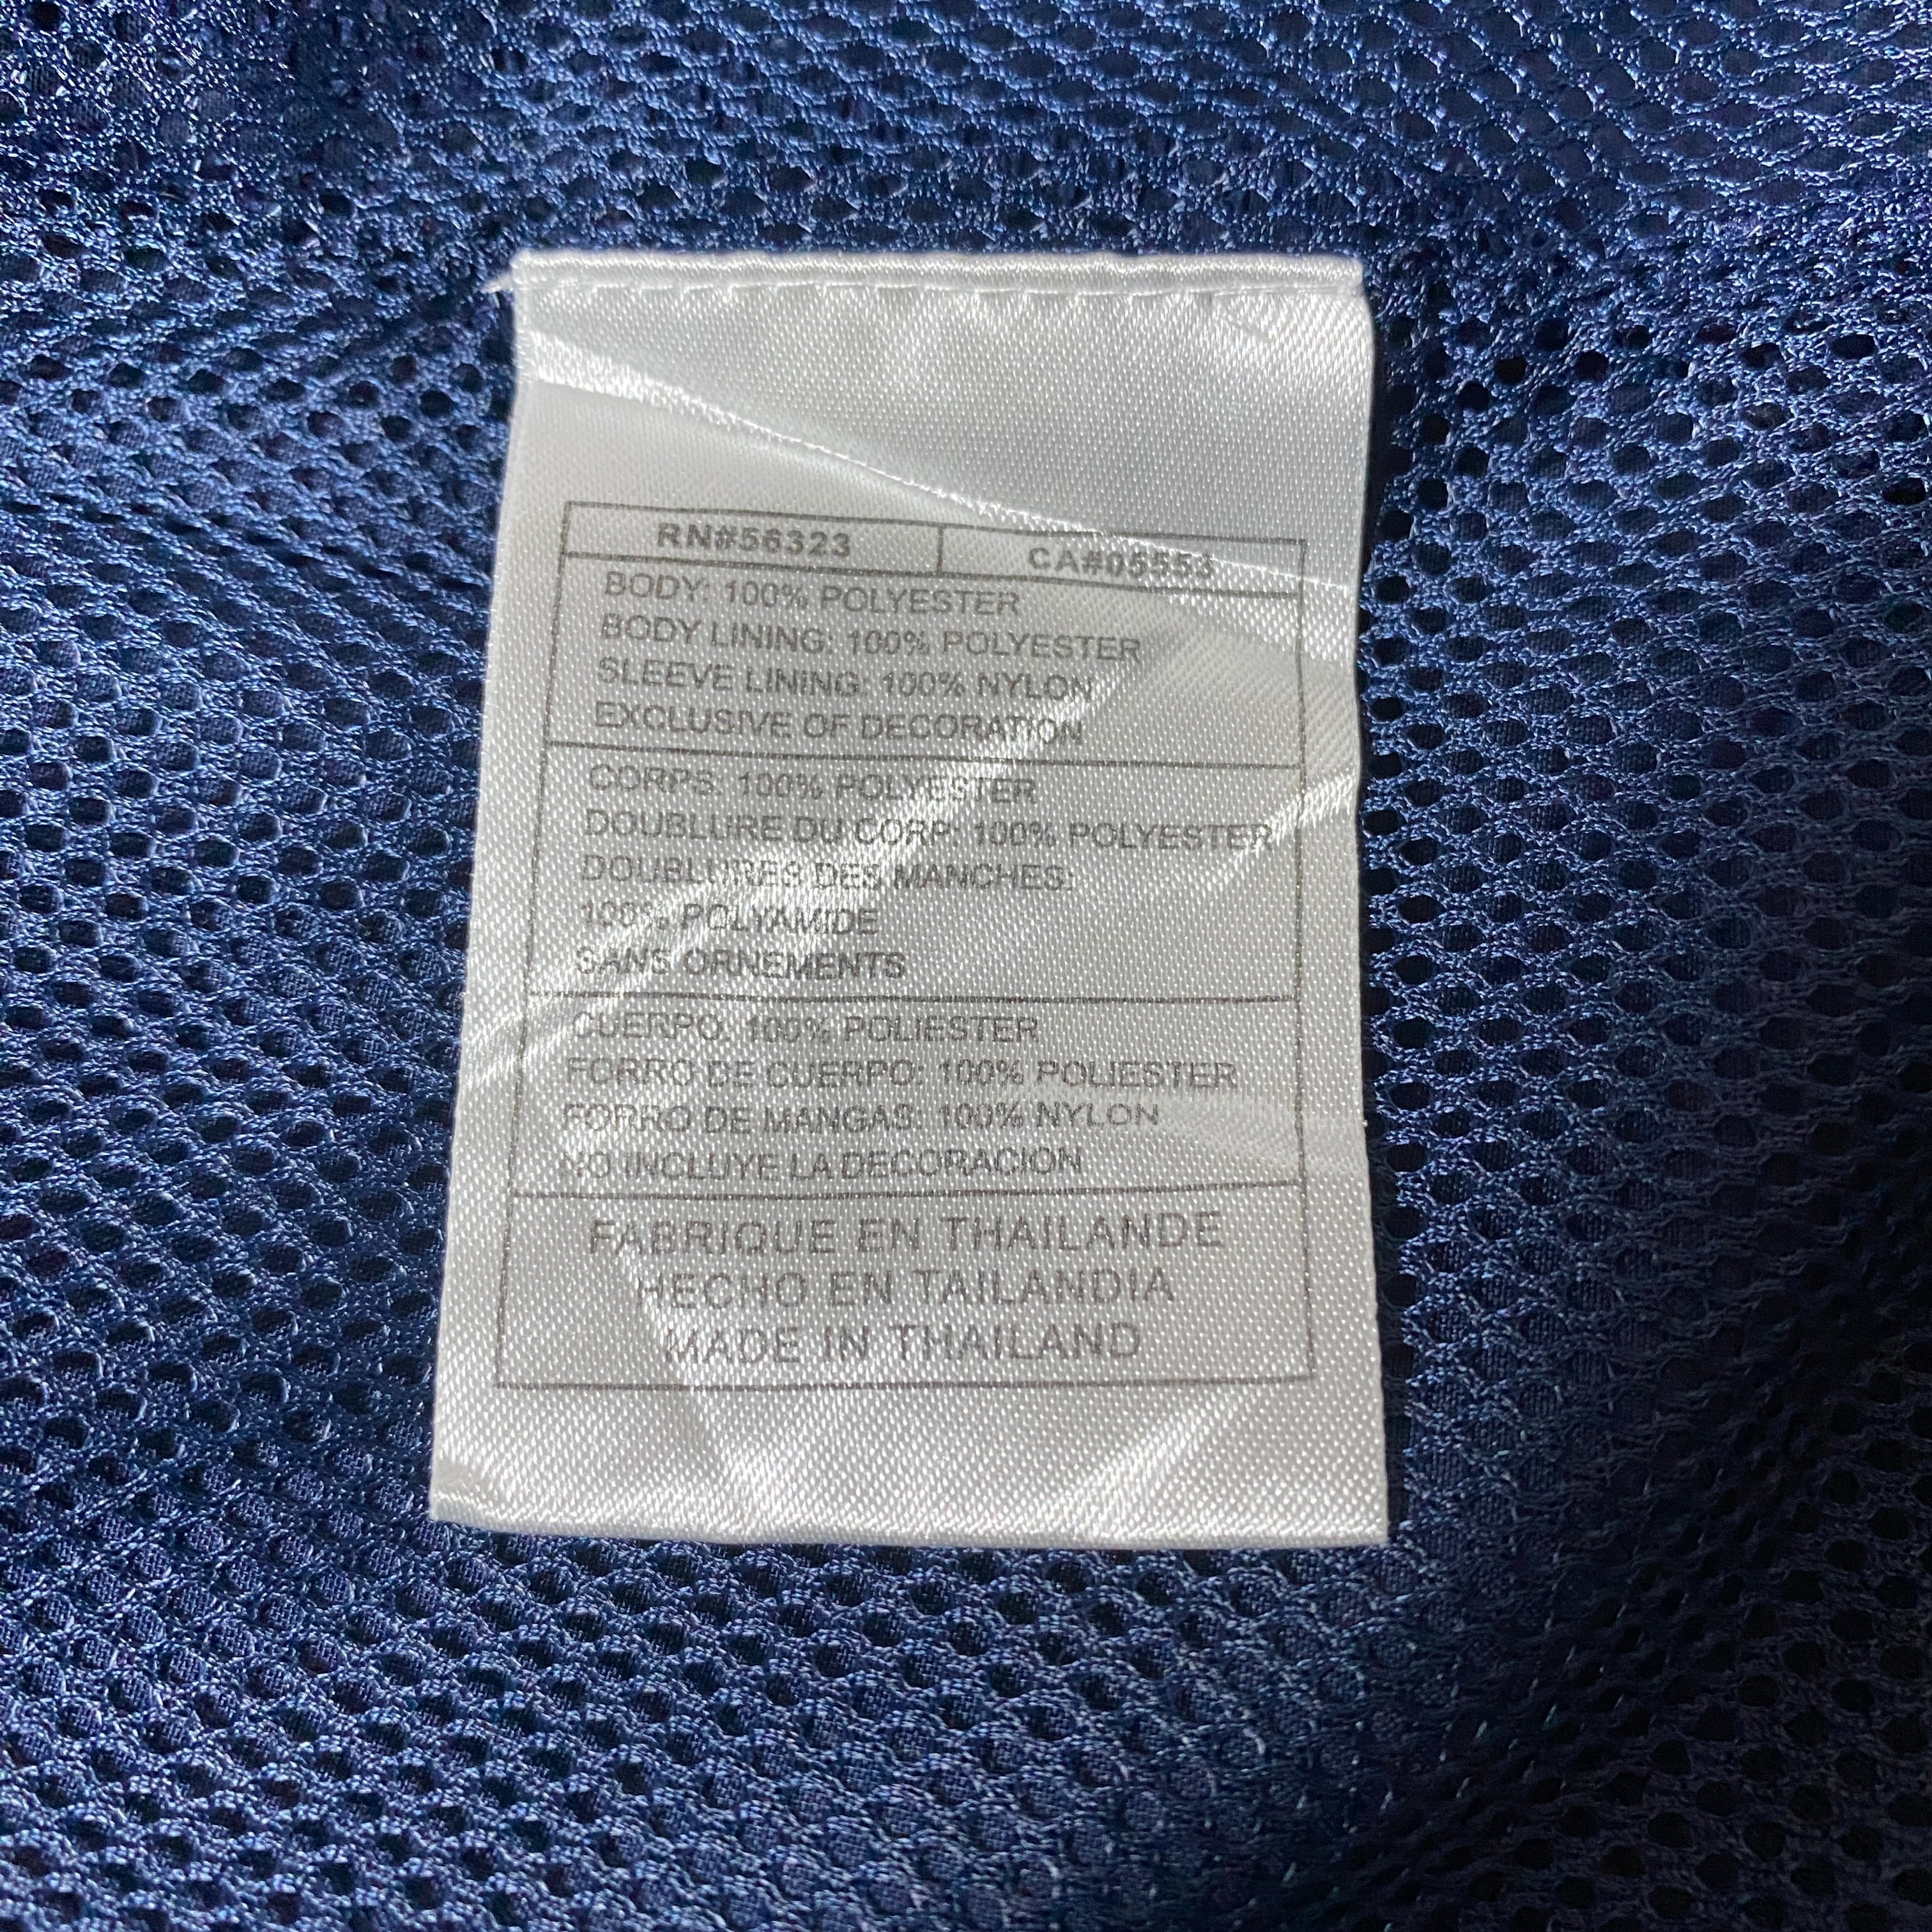 RN#56323 CA#05553
BODY: 100% POLYESTER
BODY LINING: 100% POLYESTER
SLEEVE LINING: 100% NYLON
EXCLUSIVE OF DECORATION
CORPS: 100% POLYESTER
DOUBLURE DU CORP: 100% POLYESTER
DOUBLURES DES MANCHES:
100% POLYAMIDE
SANS ORNEMENTS
CUERPO: 100% POLIESTER
FORRO DE CUERPO: 100% POLIESTER
FORRO DE MANGAS: 100% NYLON
NO INCLUYE LA DECORACION
FABRIQUE EN THAILANDE
HECHO EN TAILANDIA
MADE IN THAILAND